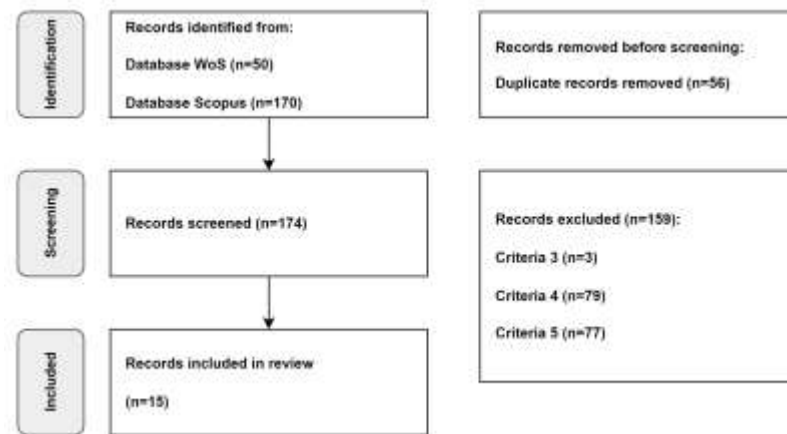 Identification
Records identified from:
Database WoS (n=50)
Database Scopus (n=170)
Records removed before screening:
Duplicate records removed (n=56)
Screening
Records screened (n=174)
Records excluded (n=159):
Criteria 3 (n=3)
Criteria 4 (n=79)
Criteria 5 (n=77)
Included
Records included in review
(n=15)